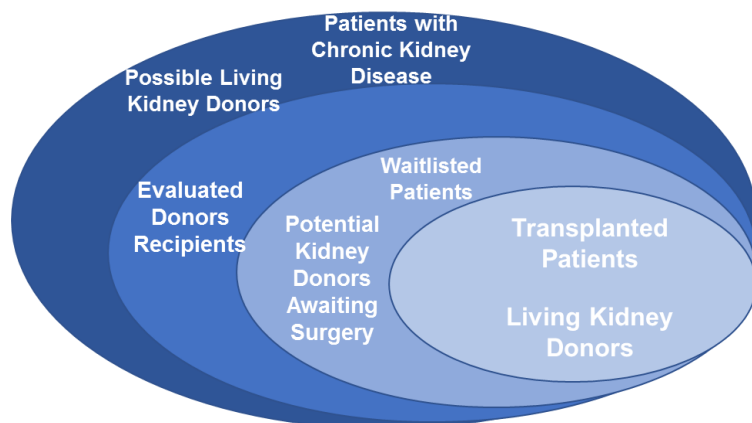 Patients with
Chronic Kidney
Disease
Possible Living
Kidney Donors
Waitlisted
Patients
Evaluated
Donors
Recipients
Potential
Kidney
Donors
Awaiting
Surgery
Transplanted
Patients
Living Kidney
Donors